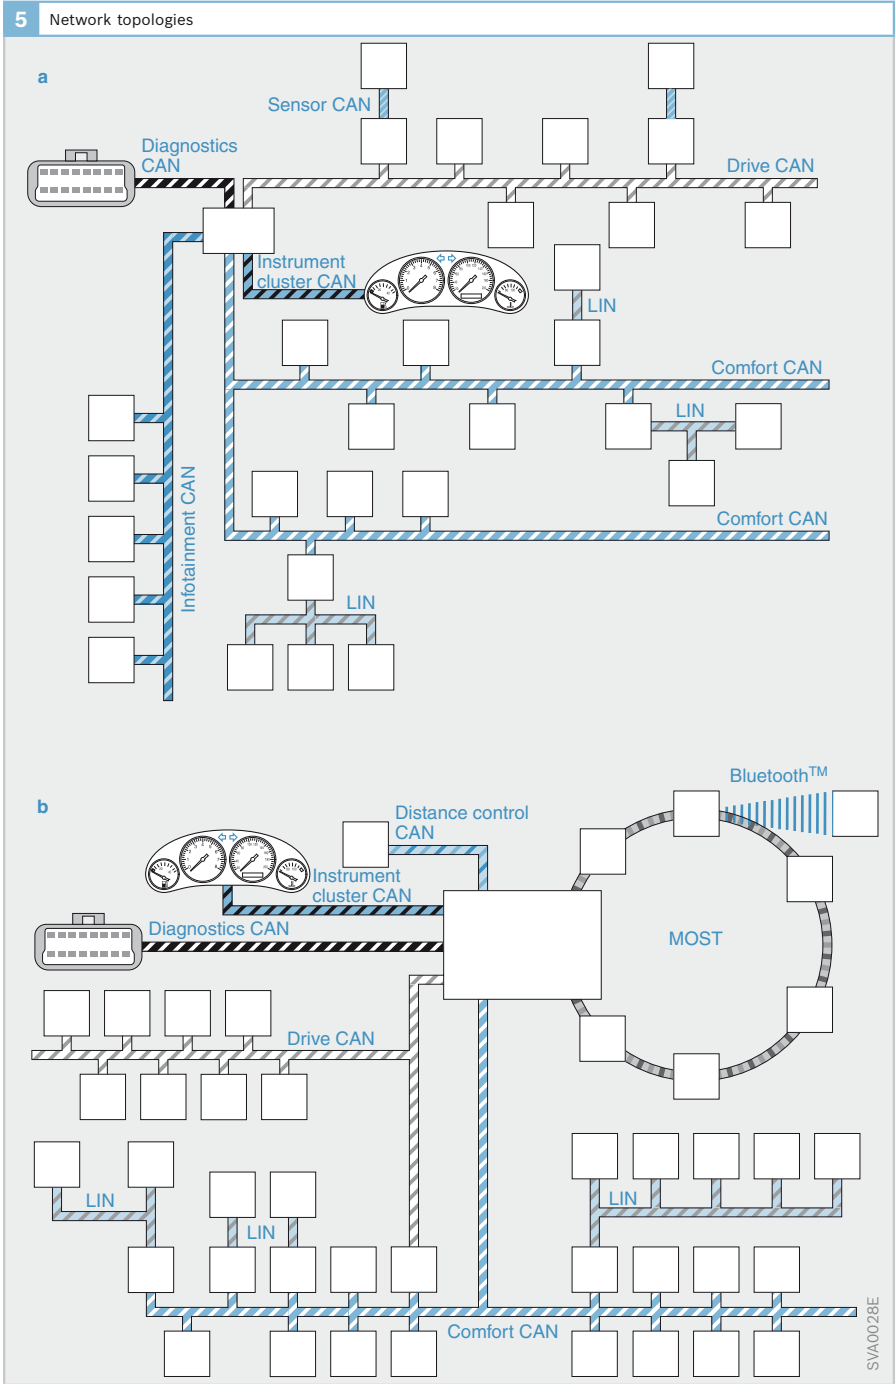 5 Network topologies
a
Sensor CAN
Diagnostics
CAN
Drive CAN
Instrument
cluster CAN
LIN
Comfort CAN
LIN
Infotainment CAN
Comfort CAN
LIN
b
Bluetooth™
Distance control
CAN
Instrument
cluster CAN
Diagnostics CAN
MOST
Drive CAN
LIN
LIN
LIN
Comfort CAN
SVA0028E